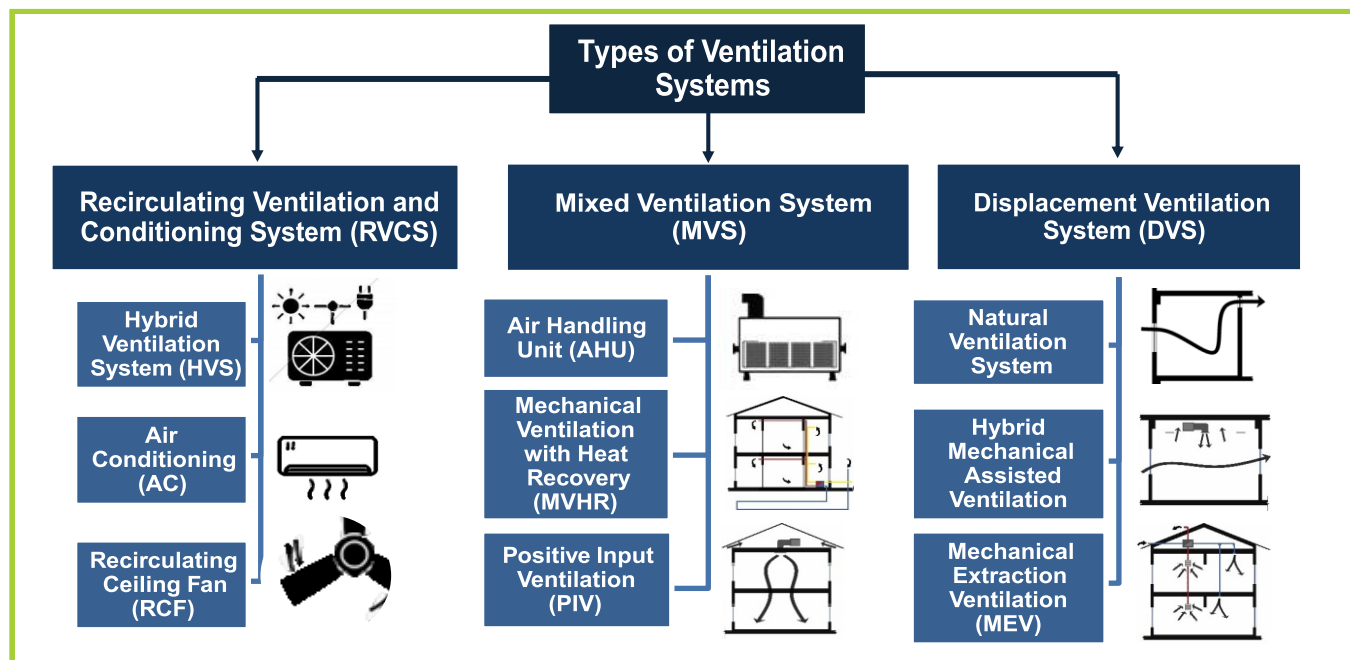 Types of Ventilation
Systems
Recirculating Ventilation and
Conditioning System (RVCS)
Hybrid
Ventilation
System (HVS)
Air
Conditioning
(AC)
Recirculating
Ceiling Fan
(RCF)
Mixed Ventilation System
(MVS)
Air Handling
Unit (AHU)
Mechanical
Ventilation
with Heat
Recovery
(MVHR)
Positive Input
Ventilation
(PIV)
Displacement Ventilation
System (DVS)
Natural
Ventilation
System
Hybrid
Mechanical
Assisted
Ventilation
Mechanical
Extraction
Ventilation
(MEV)